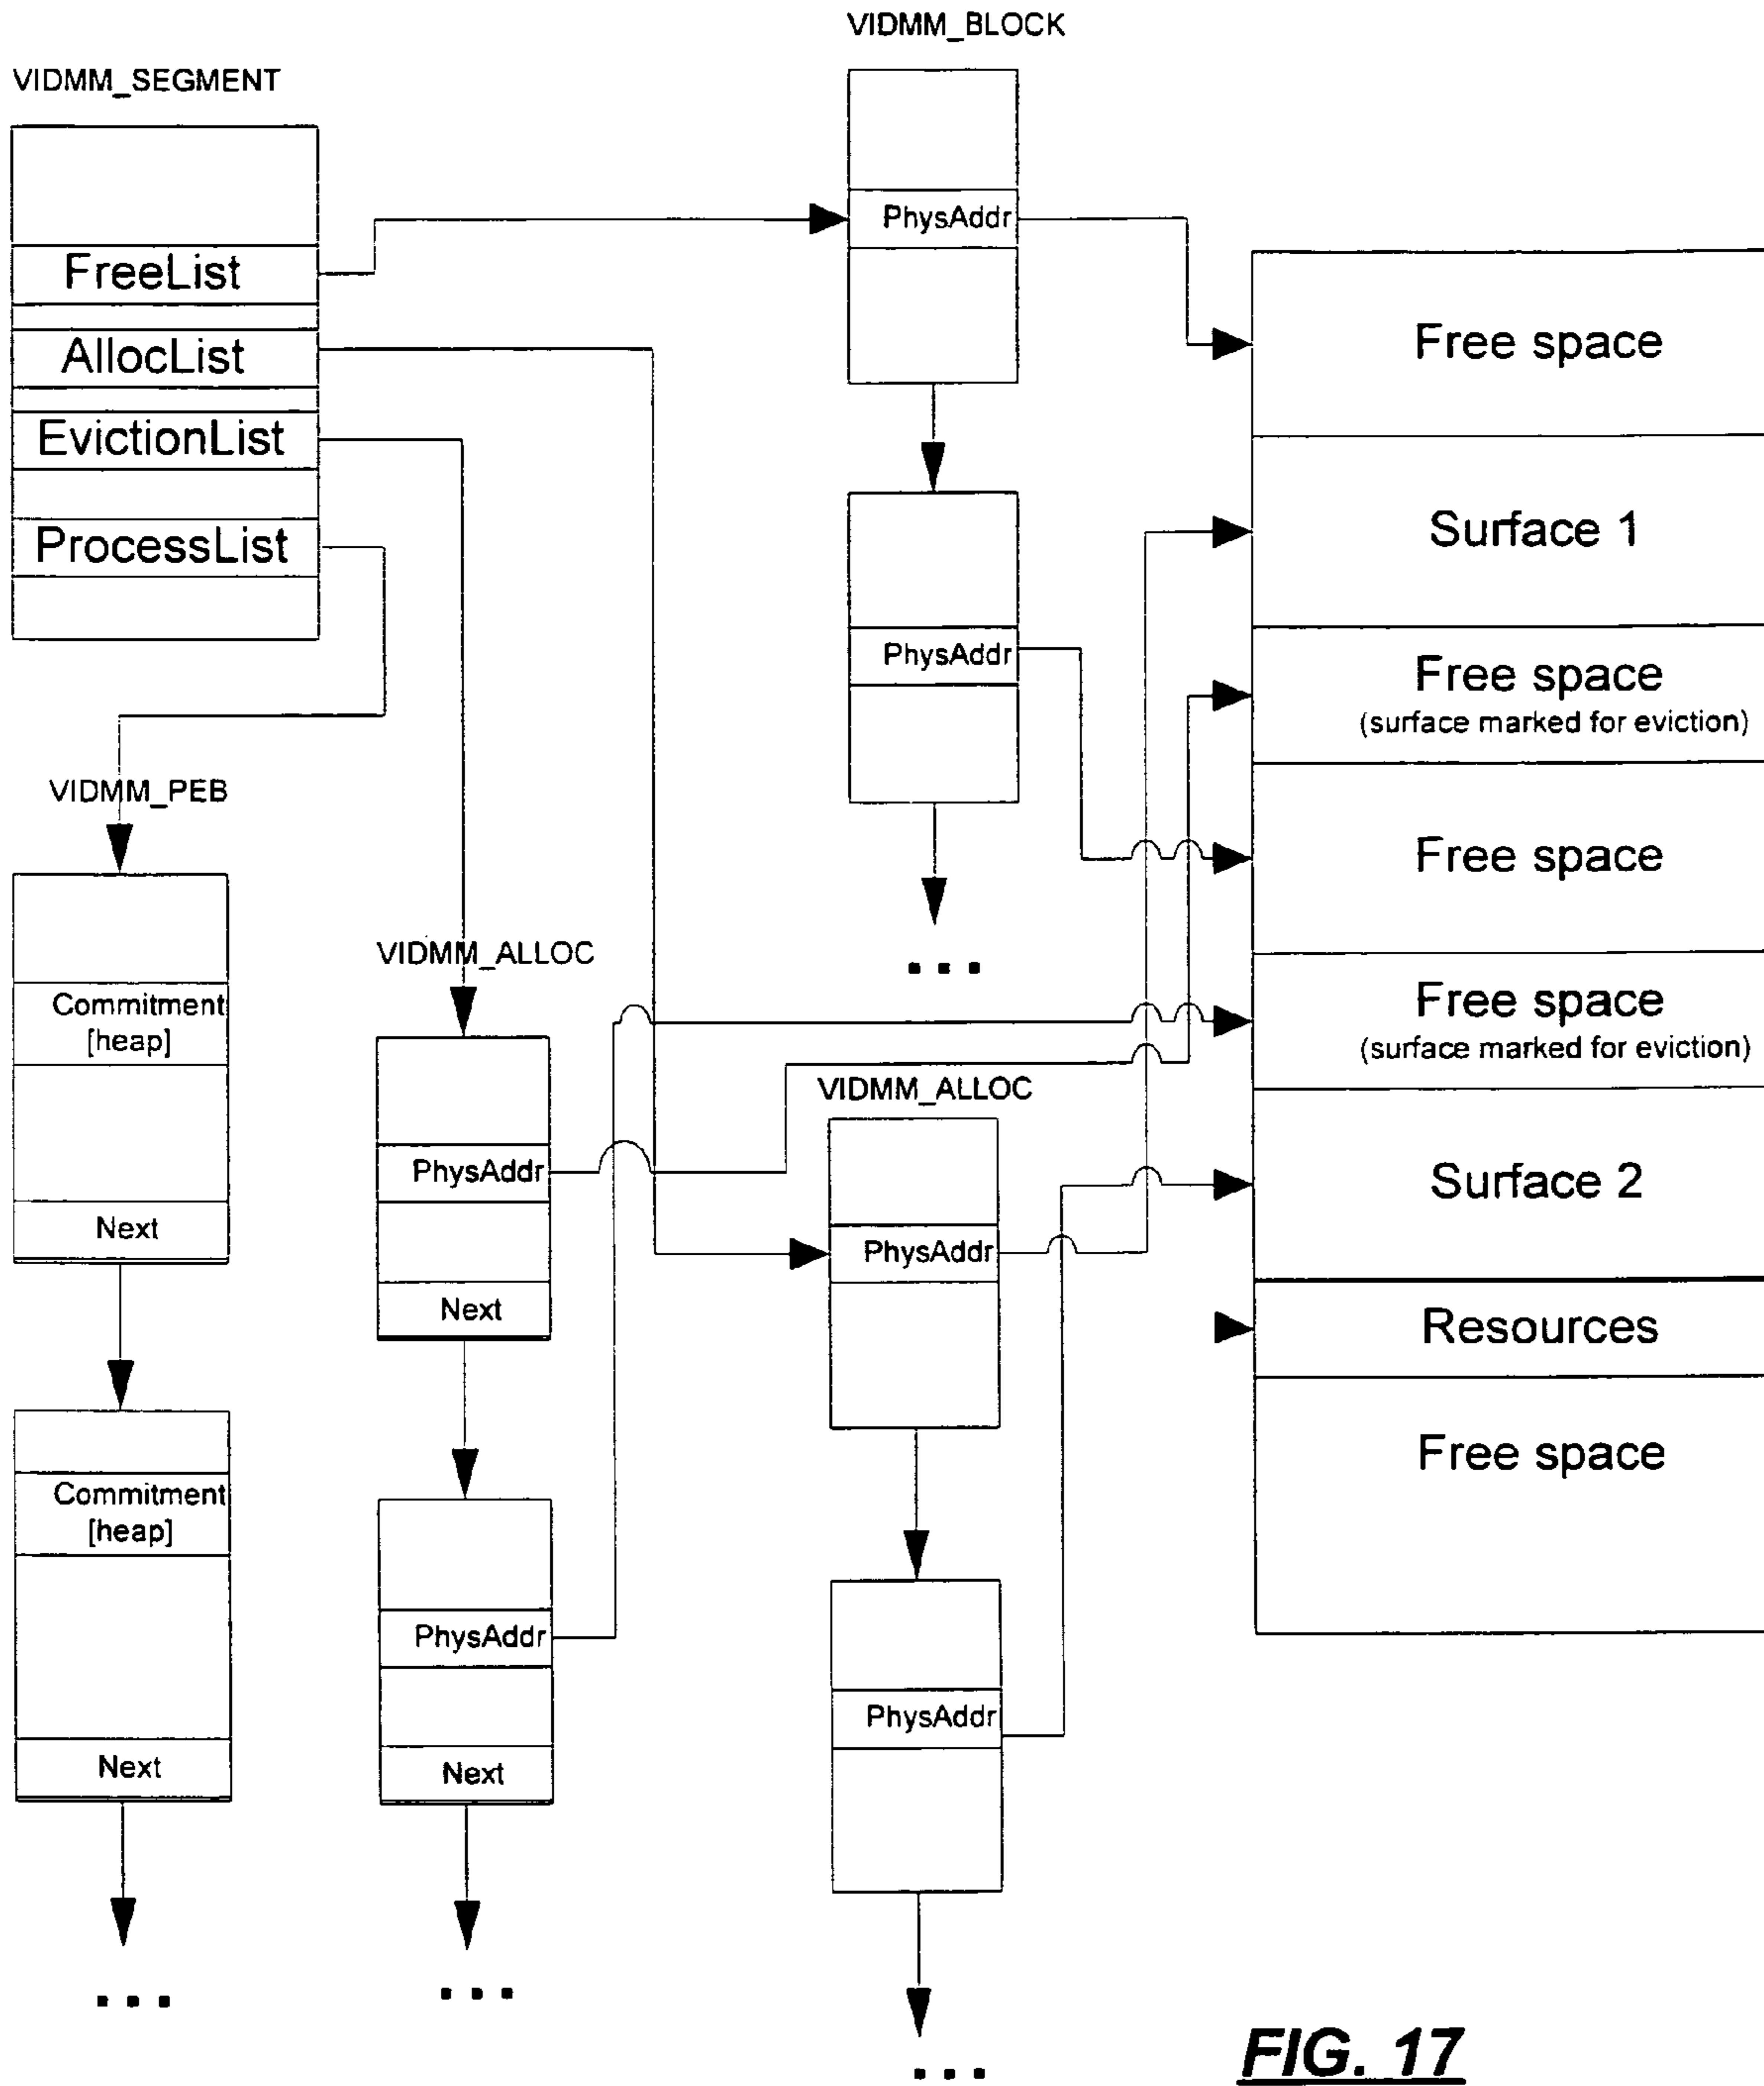 VIDMM_BLOCK
VIDMM_SEGMENT
PhysAddr
FreeList
AllocList
EvictionList
ProcessList
PhysAddr
Free space
Surface 1
Free space
(surface marked for eviction)
Free space
Free space
(surface marked for eviction)
Surface 2
Resources
Free space
VIDMM_PEB
Commitment
[heap]
Next
Commitment
[heap]
Next
...
VIDMM_ALLOC
PhysAddr
Next
PhysAddr
Next
...
...
VIDMM_ALLOC
PhysAddr
PhysAddr
...
FIG. 17